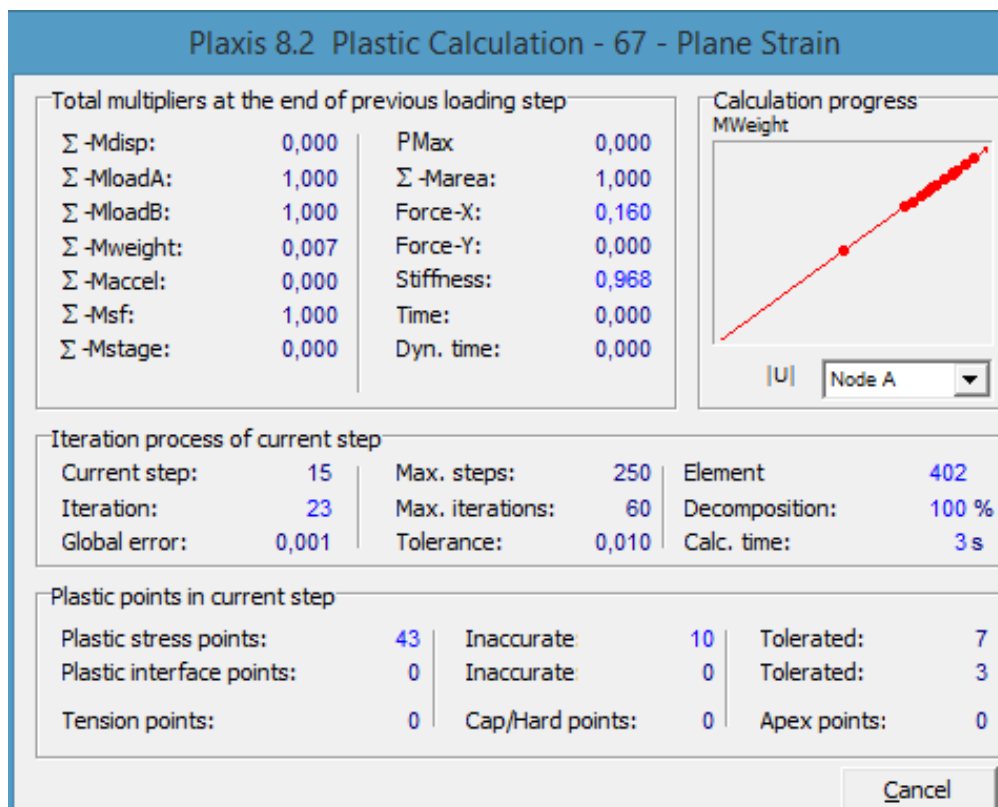 Plaxis 8.2 Plastic Calculation - 67 - Plane Strain
Total multipliers at the end of previous loading step
Σ -Mdisp: 0,000 PMax 0,000
Σ -MloadA: 1,000 Σ -Marea: 1,000
Σ -MloadB: 1,000 Force-X: 0,160
Σ -Mweight: 0,007 Force-Y: 0,000
Σ -Maccel: 0,000 Stiffness: 0,968
Σ -Msf: 1,000 Time: 0,000
Σ -Mstage: 0,000 Dyn. time: 0,000
Calculation progress
MWeight
|U| Node A
Iteration process of current step
Current step: 15 Max. steps: 250 Element 402
Iteration: 23 Max. iterations: 60 Decomposition: 100 %
Global error: 0,001 Tolerance: 0,010 Calc. time: 3 s
Plastic points in current step
Plastic stress points: 43 Inaccurate: 10 Tolerated: 7
Plastic interface points: 0 Inaccurate: 0 Tolerated: 3
Tension points: 0 Cap/Hard points: 0 Apex points: 0
Cancel